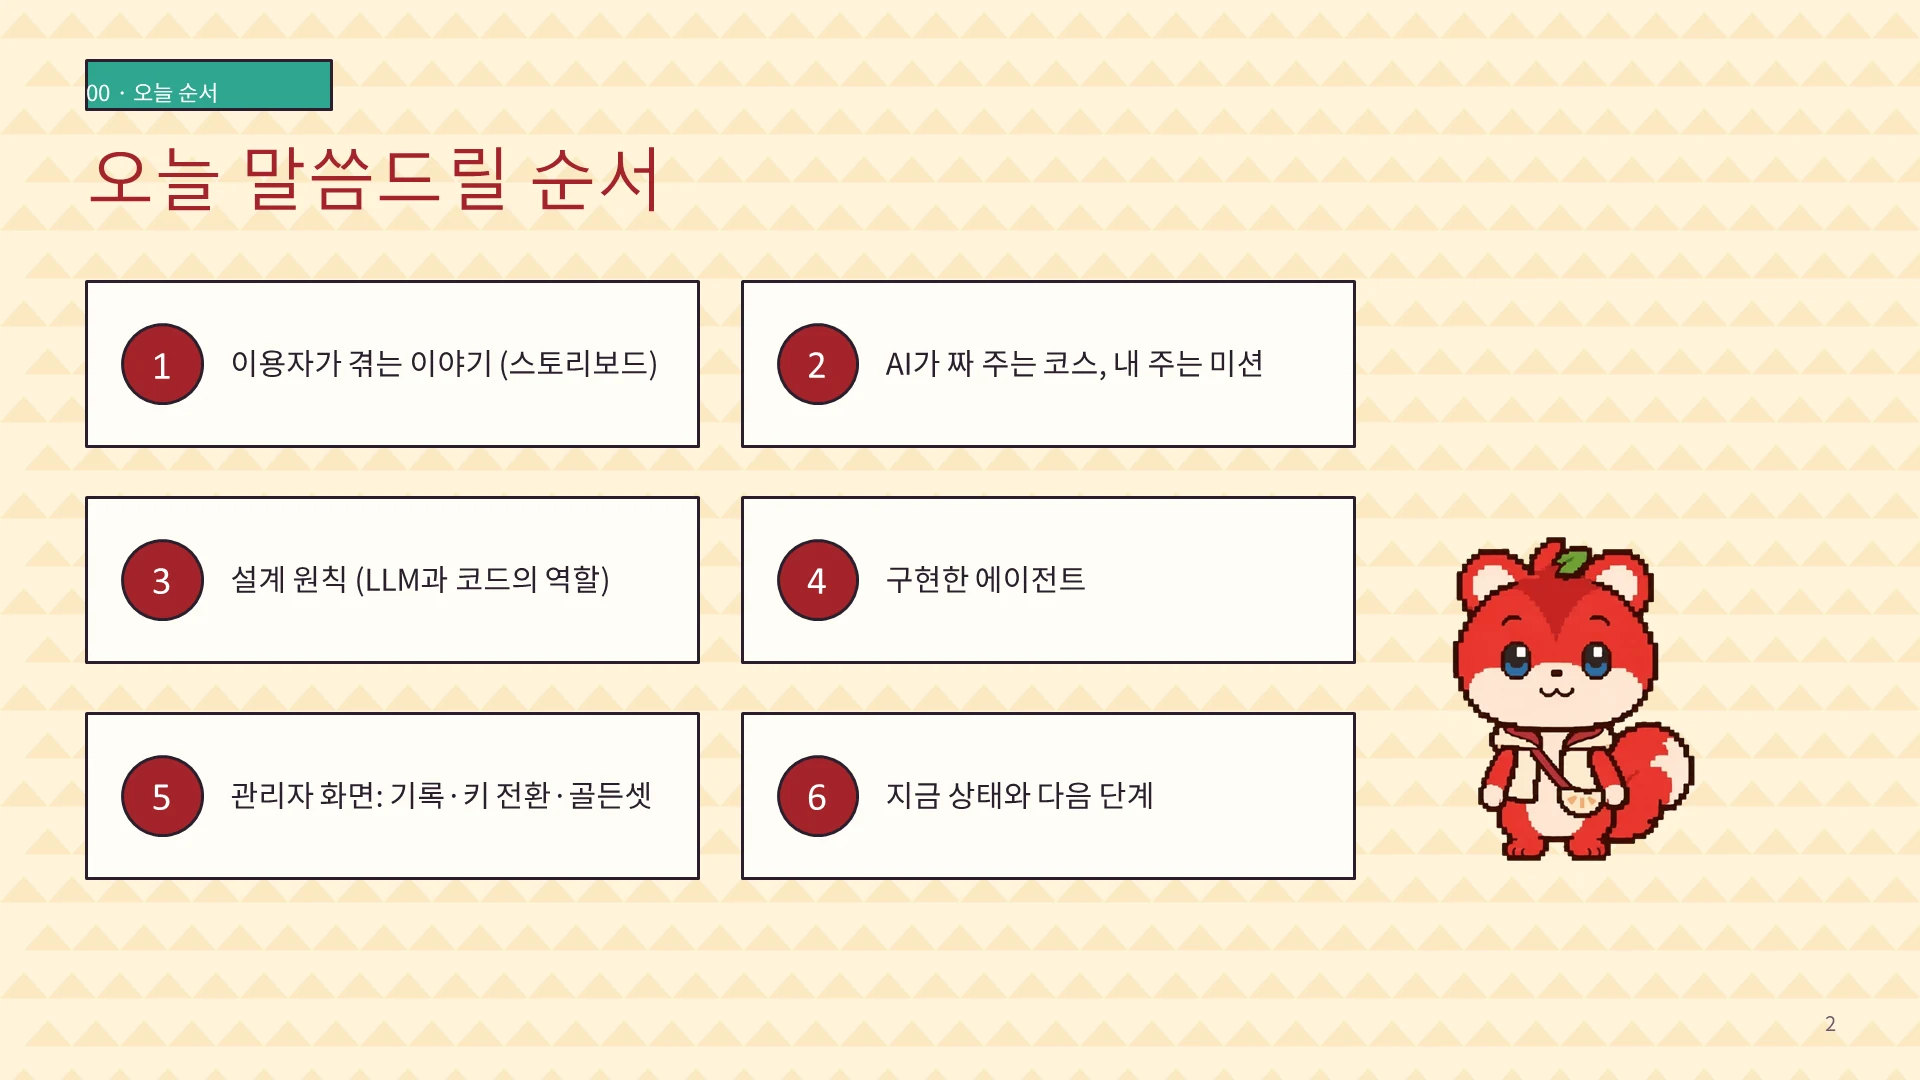 00 · 오늘 순서
오늘 말씀드릴 순서
1 이용자가 겪는 이야기 (스토리보드)
2 AI가 짜 주는 코스, 내 주는 미션
3 설계 원칙 (LLM과 코드의 역할)
4 구현한 에이전트
5 관리자 화면: 기록·키 전환·골든셋
6 지금 상태와 다음 단계
2